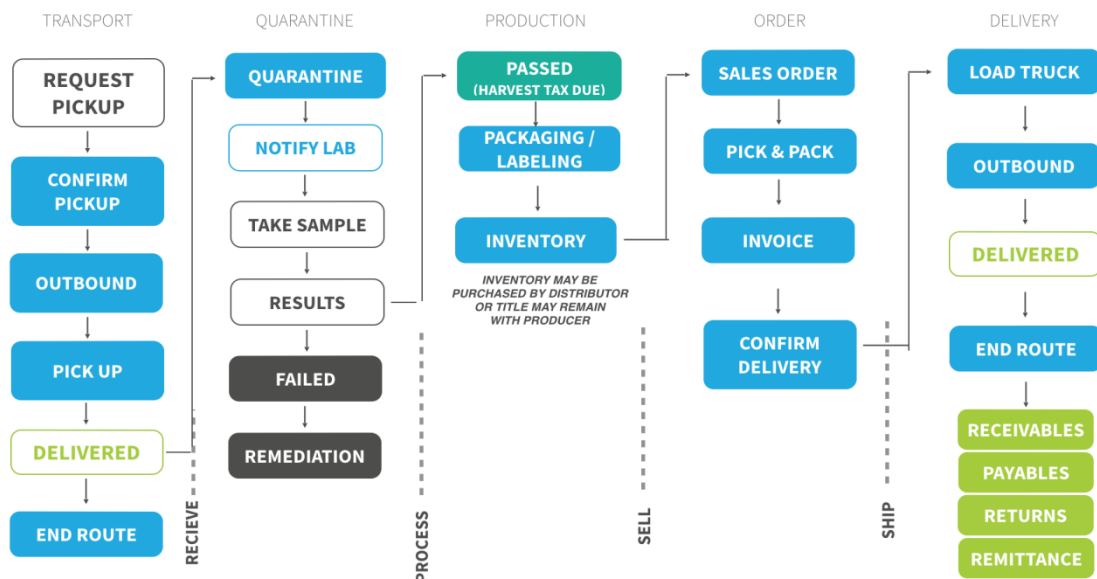 TRANSPORT
REQUEST
PICKUP
CONFIRM
PICKUP
OUTBOUND
PICK UP
DELIVERED
END ROUTE
RECIEVE
QUARANTINE
QUARANTINE
NOTIFY LAB
TAKE SAMPLE
RESULTS
FAILED
REMEDIATION
PROCESS
PRODUCTION
PASSED
(HARVEST TAX DUE)
PACKAGING /
LABELING
INVENTORY
INVENTORY MAY BE
PURCHASED BY DISTRIBUTOR
OR TITLE MAY REMAIN
WITH PRODUCER
SELL
ORDER
SALES ORDER
PICK & PACK
INVOICE
CONFIRM
DELIVERY
SHIP
DELIVERY
LOAD TRUCK
OUTBOUND
DELIVERED
END ROUTE
RECEIVABLES
PAYABLES
RETURNS
REMITTANCE